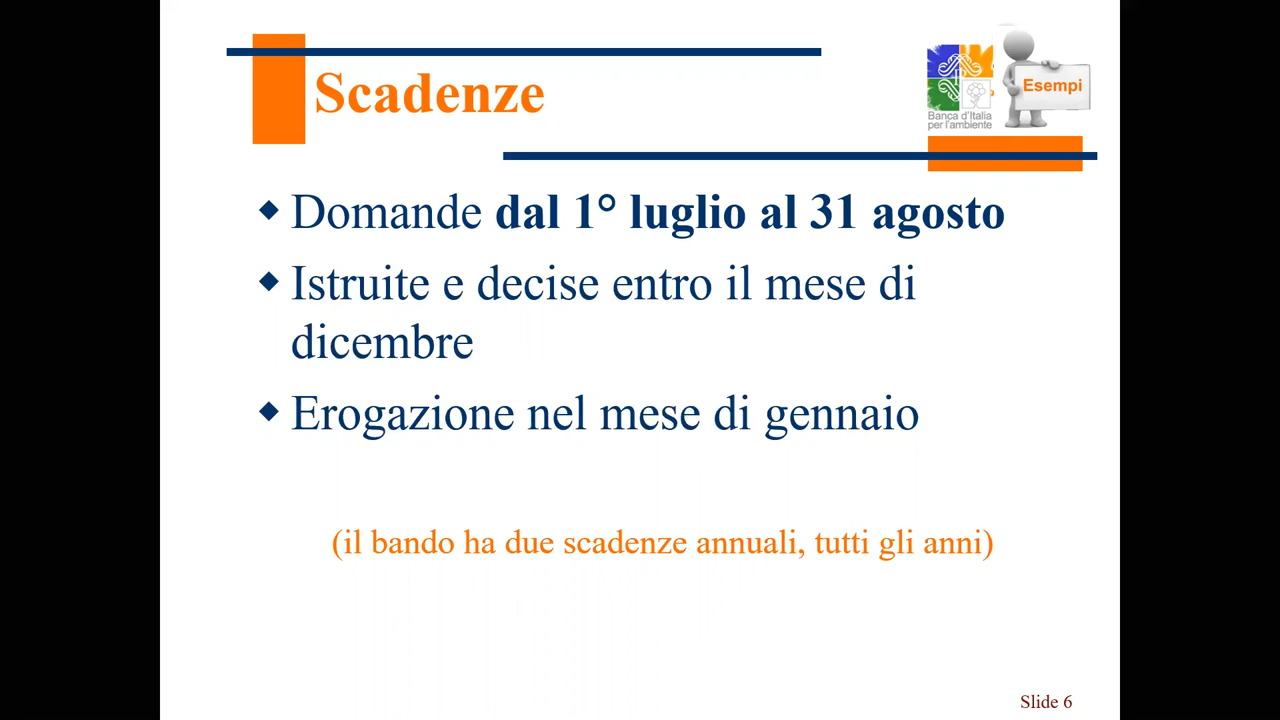 Scadenze
Banca d'Italia
per l'ambiente
Esempi
Domande dal 1° luglio al 31 agosto
Istruite e decise entro il mese di
dicembre
Erogazione nel mese di gennaio
(il bando ha due scadenze annuali, tutti gli anni)
Slide 6